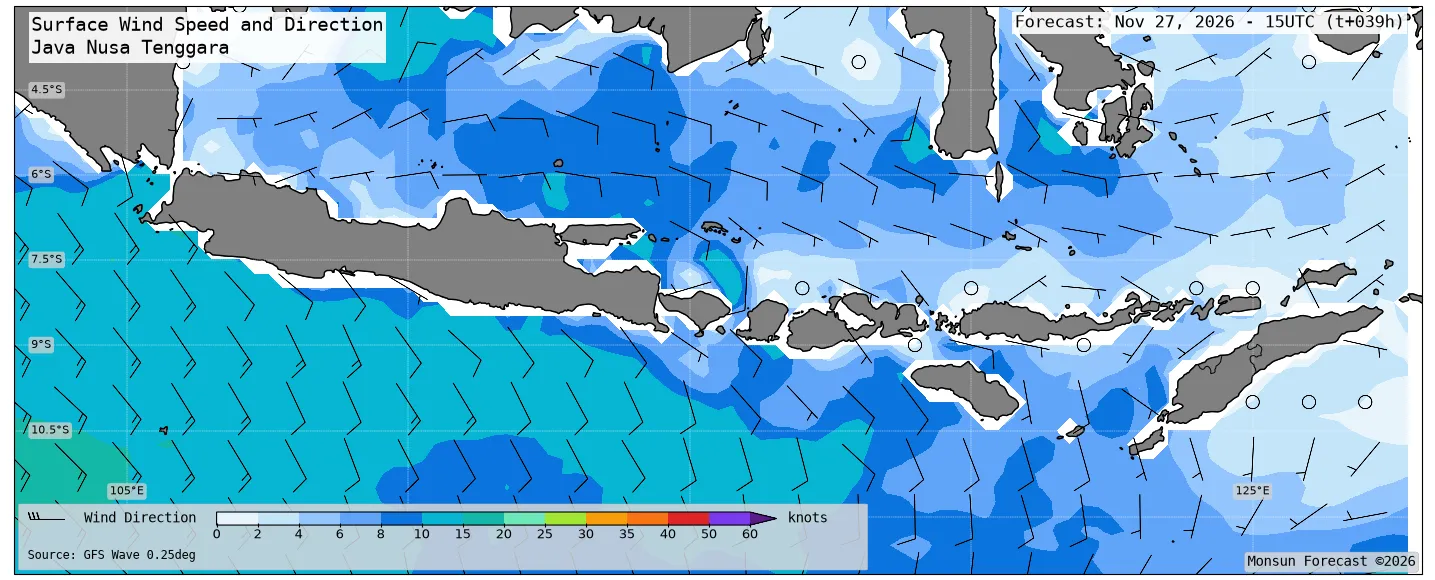 Surface Wind Speed and Direction
Java Nusa Tenggara
Forecast: Nov 27, 2026 - 15UTC (t+039h)
4.5°S
6°S
7.5°S
9°S
10.5°S
105°E
125°E
Wind Direction
0 2 4 6 8 10 15 20 25 30 35 40 50 60
knots
Source: GFS Wave 0.25deg
Monsun Forecast ©2026